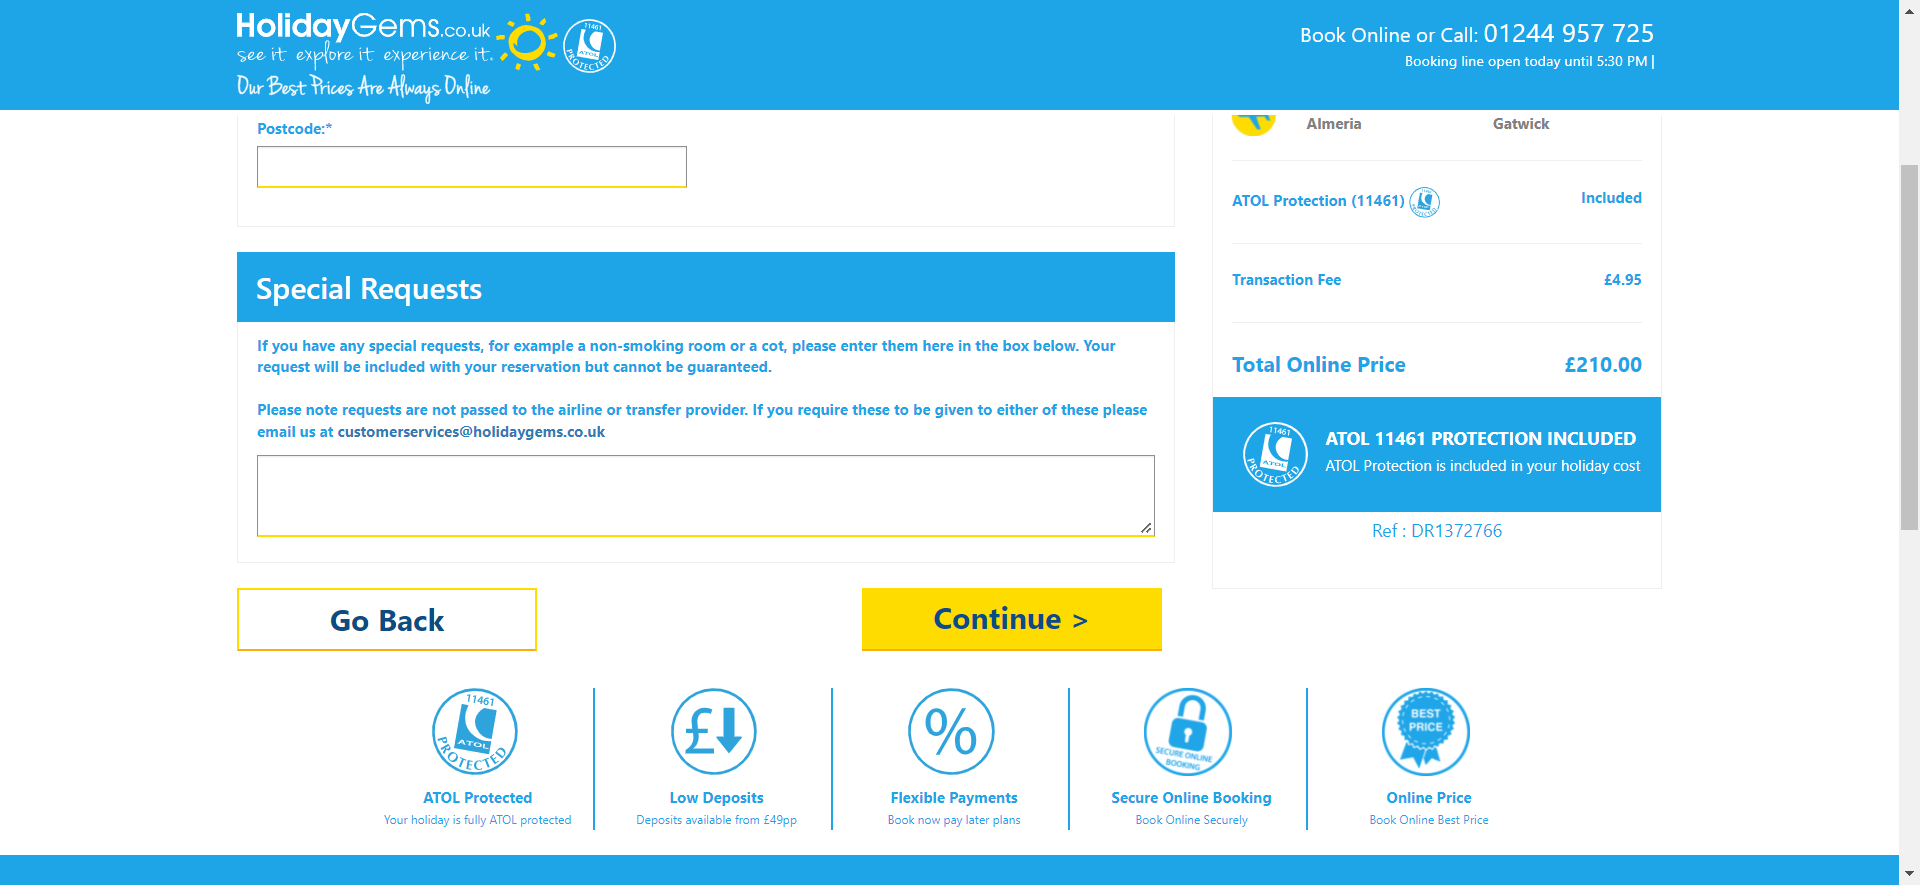 HolidayGems.co.uk
see it explore it experience it.
Our Best Prices Are Always Online
11461
ATOL
PROTECTED
Book Online or Call: 01244 957 725
Booking line open today until 5:30 PM |
Postcode:*
Almeria Gatwick
ATOL Protection (11461) Included
Transaction Fee £4.95
Total Online Price £210.00
11461
ATOL
PROTECTED
ATOL 11461 PROTECTION INCLUDED
ATOL Protection is included in your holiday cost
Ref : DR1372766
Special Requests
If you have any special requests, for example a non-smoking room or a cot, please enter them here in the box below. Your
request will be included with your reservation but cannot be guaranteed.
Please note requests are not passed to the airline or transfer provider. If you require these to be given to either of these please
email us at customerservices@holidaygems.co.uk
Go Back
Continue >
11461
ATOL
PROTECTED
ATOL Protected
Your holiday is fully ATOL protected
£
Low Deposits
Deposits available from £49pp
%
Flexible Payments
Book now pay later plans
SECURE ONLINE
BOOKING
Secure Online Booking
Book Online Securely
BEST
PRICE
Online Price
Book Online Best Price